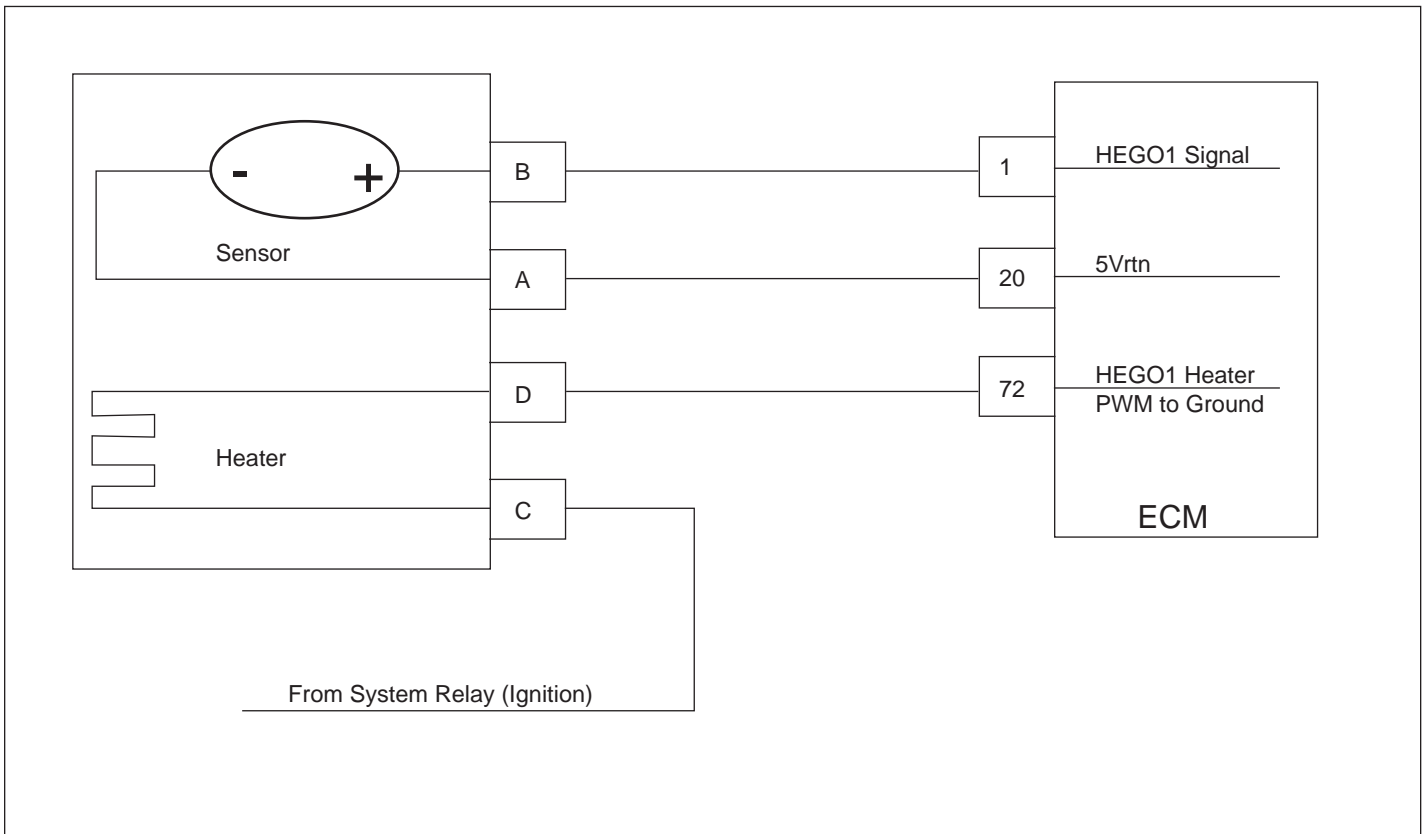 - +
Sensor
B
A
Heater
D
C
From System Relay (Ignition)
1
HEGO1 Signal
20
5Vrtn
72
HEGO1 Heater
PWM to Ground
ECM